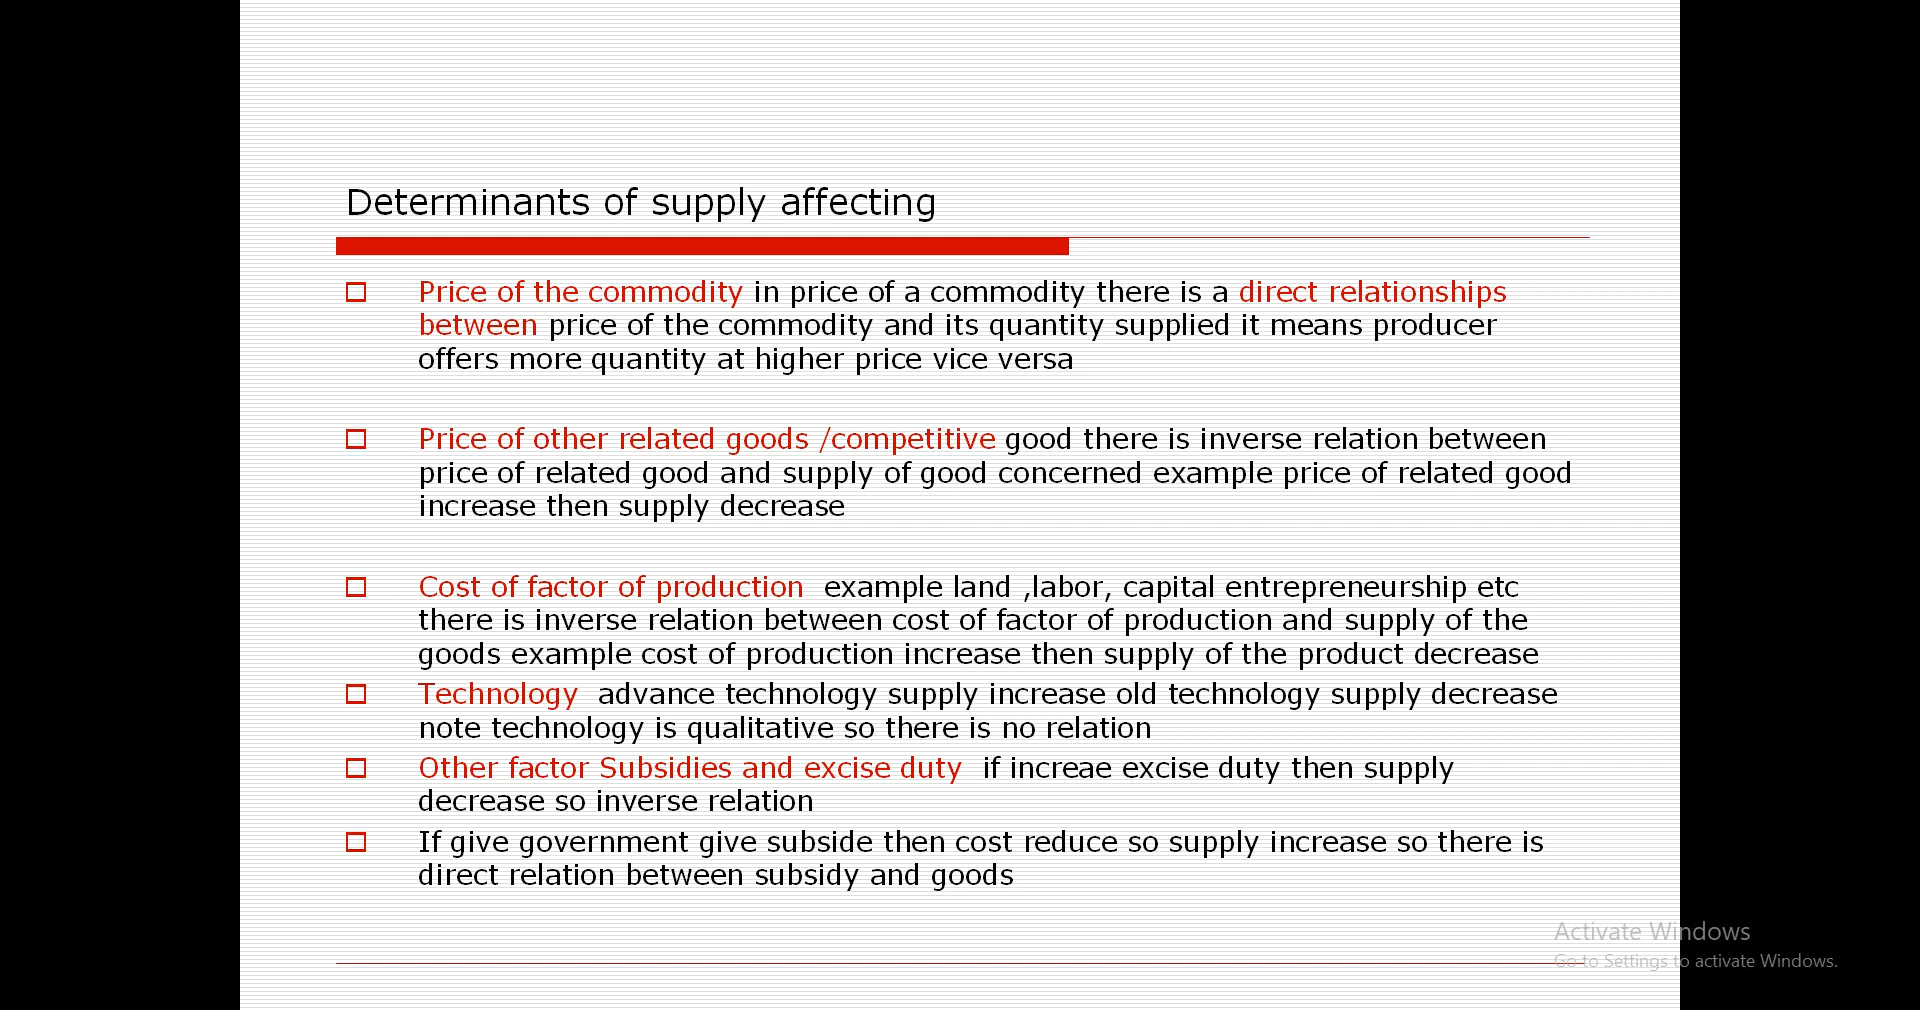 Determinants of supply affecting
Price of the commodity in price of a commodity there is a direct relationships
between price of the commodity and its quantity supplied it means producer
offers more quantity at higher price vice versa
Price of other related goods /competitive good there is inverse relation between
price of related good and supply of good concerned example price of related good
increase then supply decrease
Cost of factor of production example land ,labor, capital entrepreneurship etc
there is inverse relation between cost of factor of production and supply of the
goods example cost of production increase then supply of the product decrease
Technology advance technology supply increase old technology supply decrease
note technology is qualitative so there is no relation
Other factor Subsidies and excise duty if increae excise duty then supply
decrease so inverse relation
If give government give subside then cost reduce so supply increase so there is
direct relation between subsidy and goods
Activate Windows
Go to Settings to activate Windows.